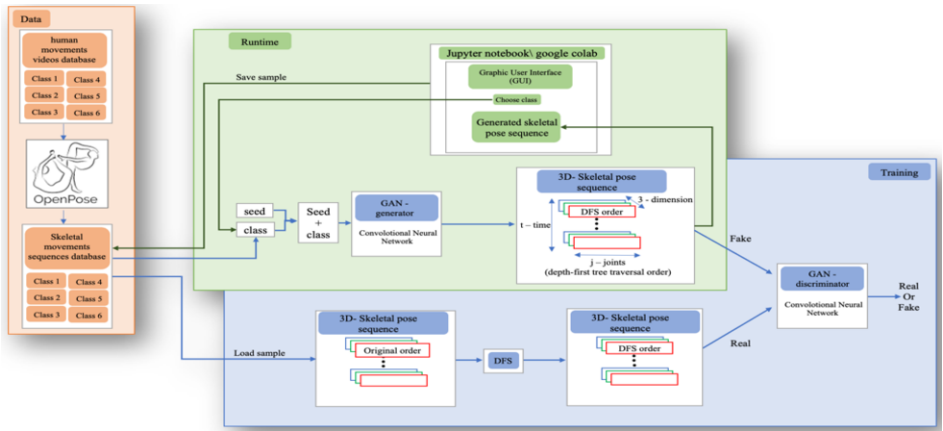 Data
human
movements
videos database
Class 1
Class 4
Class 2
Class 5
Class 3
Class 6
OpenPose
Skeletal
movements
sequences database
Class 1
Class 4
Class 2
Class 5
Class 3
Class 6
Runtime
Save sample
Jupyter notebook\ google colab
Graphic User Interface
(GUI)
Choose class
Generated skeletal
pose sequence
seed
class
Seed
+
class
GAN -
generator
Convolotional Neural
Network
3D- Skeletal pose
sequence
3 - dimension
DFS order
t – time
j – joints
(depth-first tree traversal order)
Training
Fake
GAN -
discriminator
Convolotional Neural
Network
Real
Or
Fake
Load sample
3D- Skeletal pose
sequence
Original order
DFS
3D- Skeletal pose
sequence
DFS order
Real